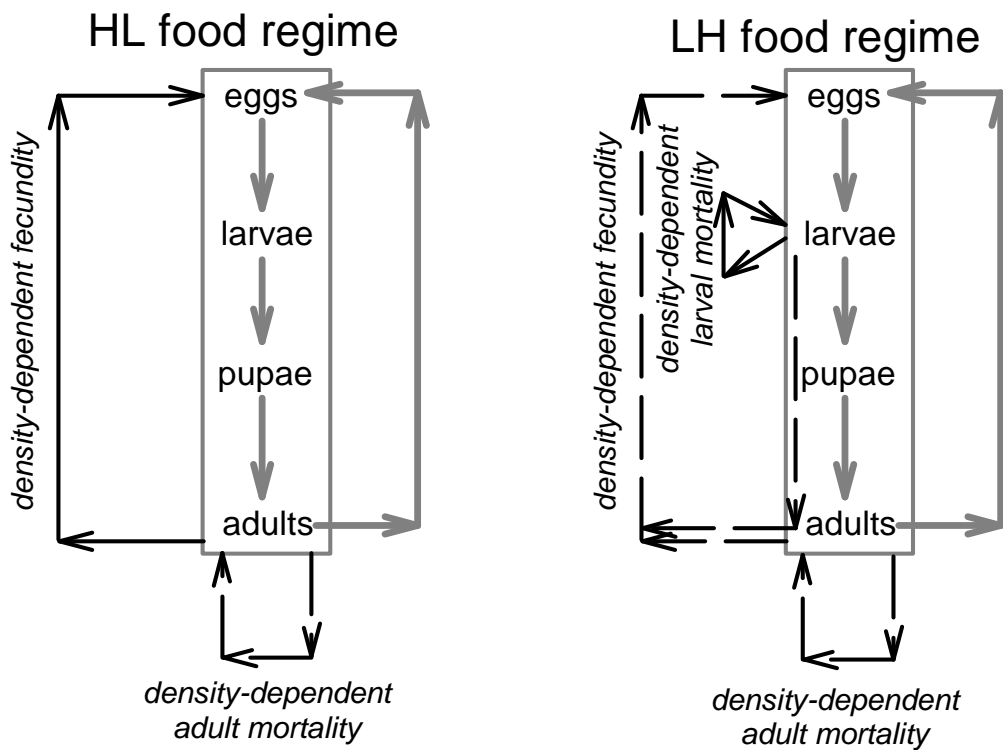 HL food regime
eggs
larvae
pupae
adults
density-dependent fecundity
density-dependent
adult mortality
LH food regime
eggs
larvae
pupae
adults
density-dependent fecundity
density-dependent
larval mortality
density-dependent
adult mortality